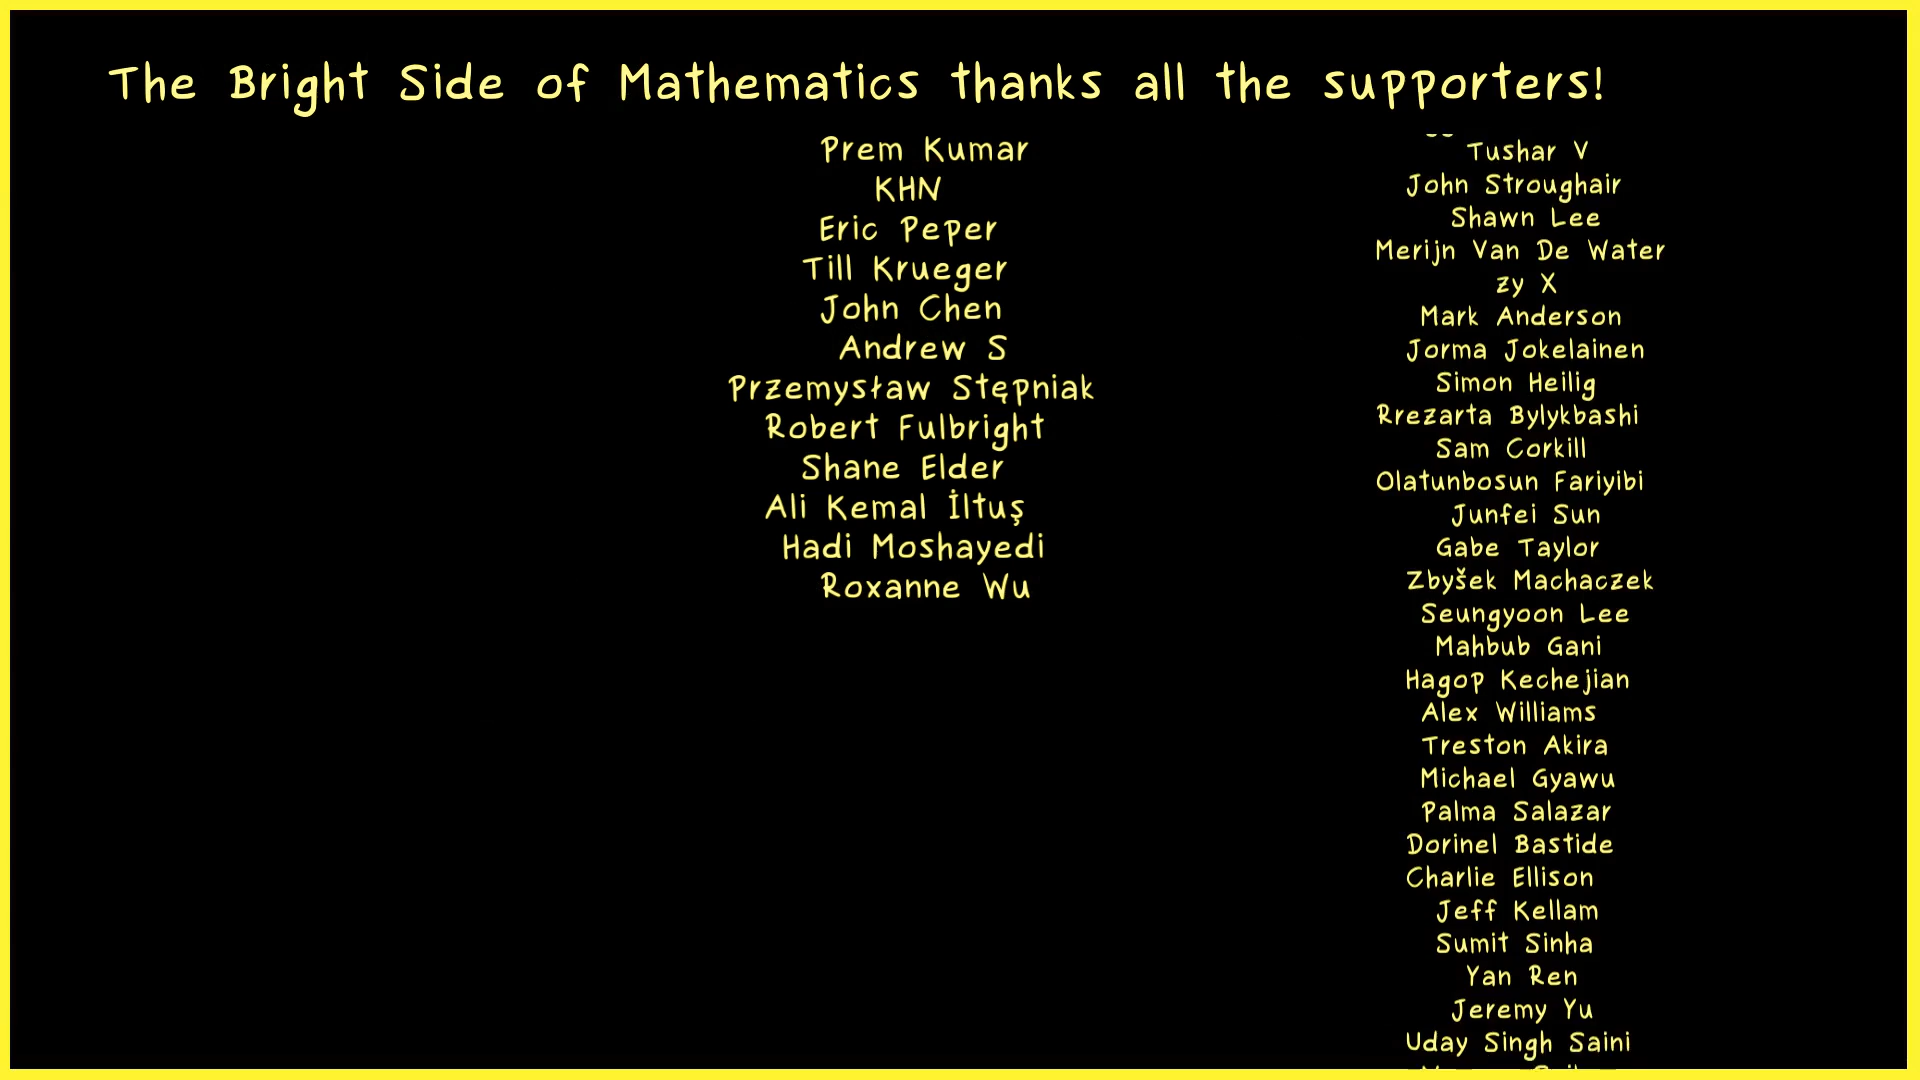 The Bright Side of Mathematics thanks all the supporters!
Prem Kumar
KHN
Eric Peper
Till Krueger
John Chen
Andrew S
Przemysław Stępniak
Robert Fulbright
Shane Elder
Ali Kemal İltuş
Hadi Moshayedi
Roxanne Wu
Tushar V
John Stroughair
Shawn Lee
Merijn Van De Water
zy X
Mark Anderson
Jorma Jokelainen
Simon Heilig
Rrezarta Bylykbashi
Sam Corkill
Olatunbosun Fariyibi
Junfei Sun
Gabe Taylor
Zbyšek Machaczek
Seungyoon Lee
Mahbub Gani
Hagop Kechejian
Alex Williams
Treston Akira
Michael Gyawu
Palma Salazar
Dorinel Bastide
Charlie Ellison
Jeff Kellam
Sumit Sinha
Yan Ren
Jeremy Yu
Uday Singh Saini